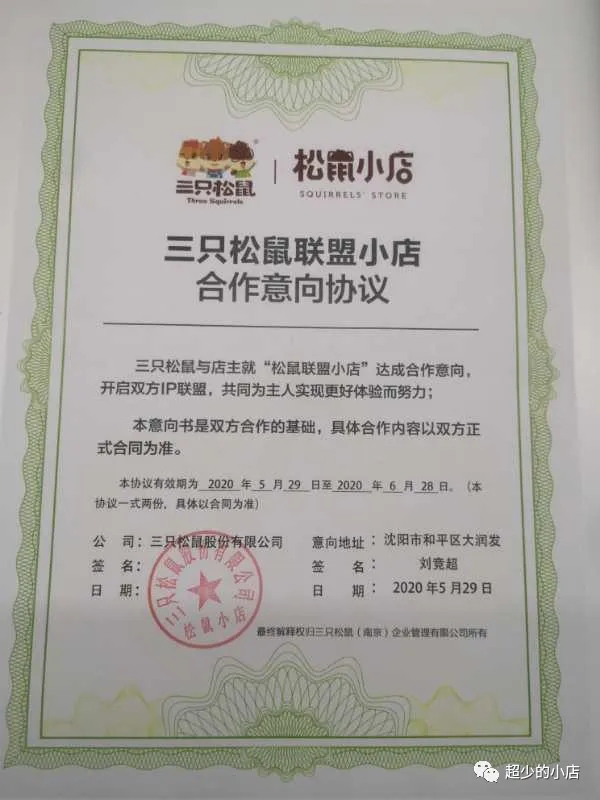 三只松鼠
Three Squirrels
松鼠小店
SQUIRRELS' STORE
三只松鼠联盟小店
合作意向协议
三只松鼠与店主就“松鼠联盟小店”达成合作意向，
开启双方IP联盟，共同为主人实现更好体验而努力；
本意向书是双方合作的基础，具体合作内容以双方正
式合同为准。
本协议有效期为 2020 年 5 月 29 日至 2020 年 6 月 28 日。（本
协议一式两份，具体以合同为准）
公 司：三只松鼠股份有限公司
签 名：
日 期：
意向地址：沈阳市和平区大润发
签 名：刘竞超
日 期：2020年5月29日
三只松鼠股份有限公司
松鼠小店
最终解释权归三只松鼠（南京）企业管理有限公司所有
超少的小店